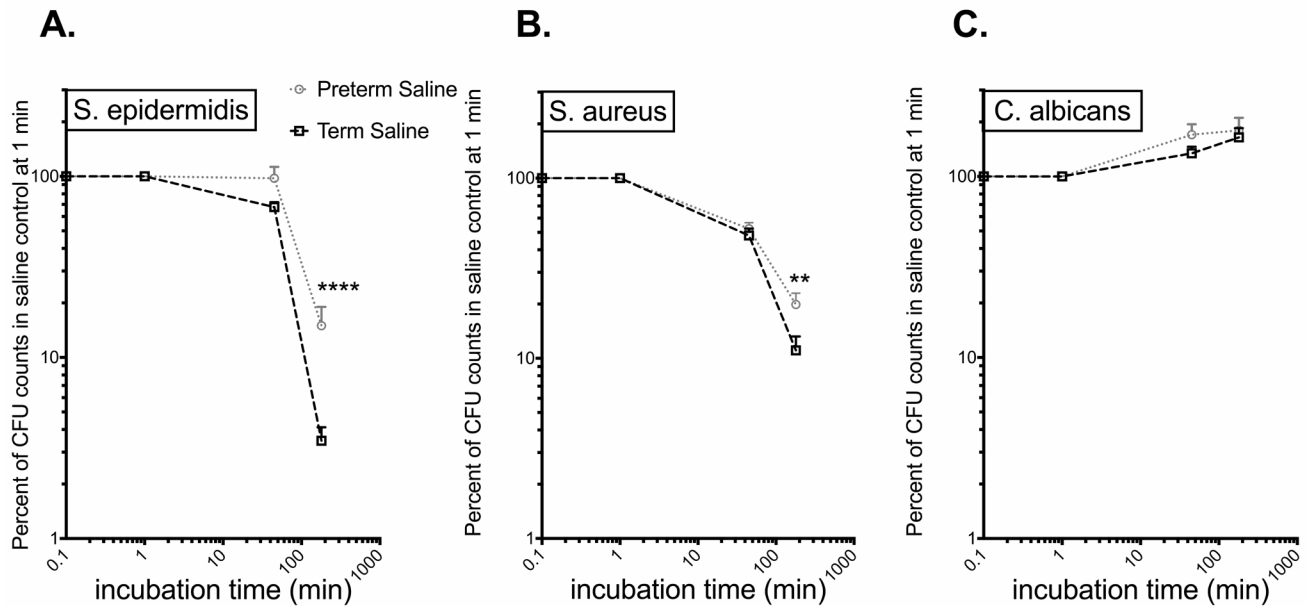 A.
S. epidermidis
Preterm Saline
Term Saline
Percent of CFU counts in saline control at 1 min
100
10
1
****
0.1 1 10 100 1000
incubation time (min)
B.
S. aureus
Percent of CFU counts in saline control at 1 min
100
10
1
**
0.1 1 10 100 1000
incubation time (min)
C.
C. albicans
Percent of CFU counts in saline control at 1 min
100
10
1
0.1 1 10 100 1000
incubation time (min)